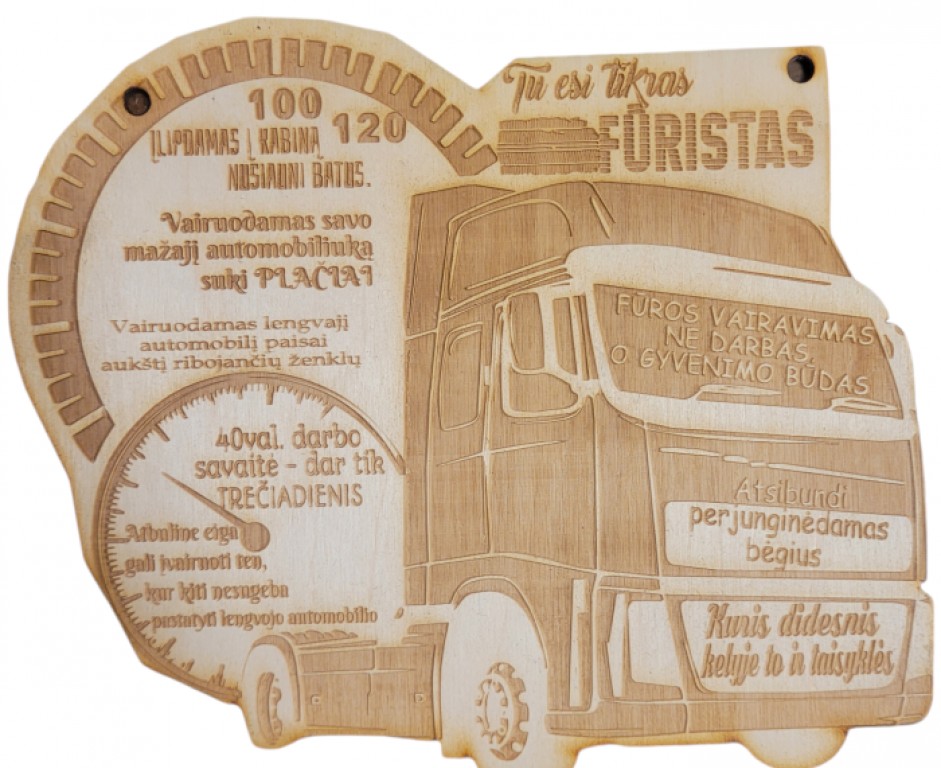 Tu esi tikras
FŪRISTAS
100
120
ĮLIPDAMAS Į KABINĄ
NUSIAUNI BATUS.
Vairuodamas savo
mažąjį automobiliuką
suki PLAČIAI
Vairuodamas lengvąjį
automobilį paisai
aukštį ribojančių ženklų
40val. darbo
savaitė - dar tik
TREČIADIENIS
Atbuline eiga
gali įvairuoti ten,
kur kiti nesugeba
pastatyti lengvojo automobilio
FŪROS VAIRAVIMAS
NE DARBAS,
O GYVENIMO BŪDAS
Atsibundi
perjunginėdamas
bėgius
Kuris didesnis
kelyje to ir taisyklės